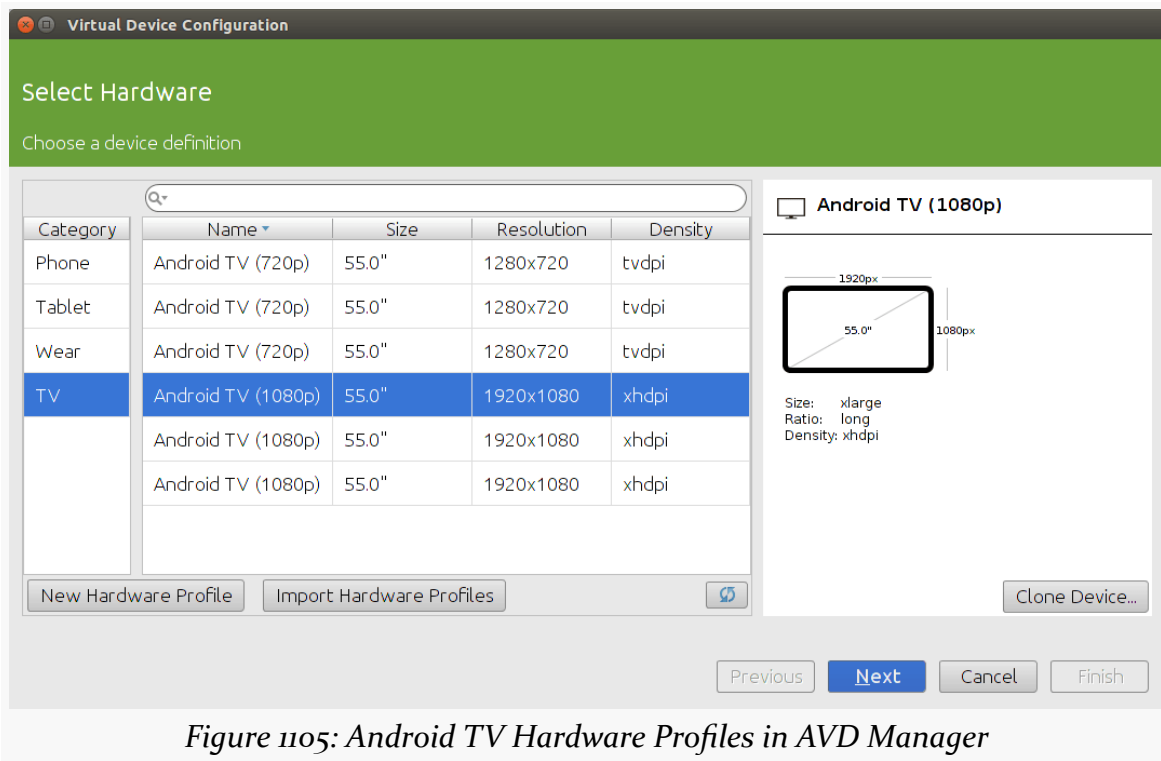 Virtual Device Configuration
Select Hardware
Choose a device definition
Category Name Size Resolution Density
Phone Android TV (720p) 55.0" 1280x720 tvdpi
Tablet Android TV (720p) 55.0" 1280x720 tvdpi
Wear Android TV (720p) 55.0" 1280x720 tvdpi
TV Android TV (1080p) 55.0" 1920x1080 xhdpi
Android TV (1080p) 55.0" 1920x1080 xhdpi
Android TV (1080p) 55.0" 1920x1080 xhdpi
New Hardware Profile Import Hardware Profiles
Android TV (1080p)
1920px
55.0" 1080px
Size: xlarge
Ratio: long
Density: xhdpi
Clone Device...
Previous Next Cancel Finish
Figure 1105: Android TV Hardware Profiles in AVD Manager